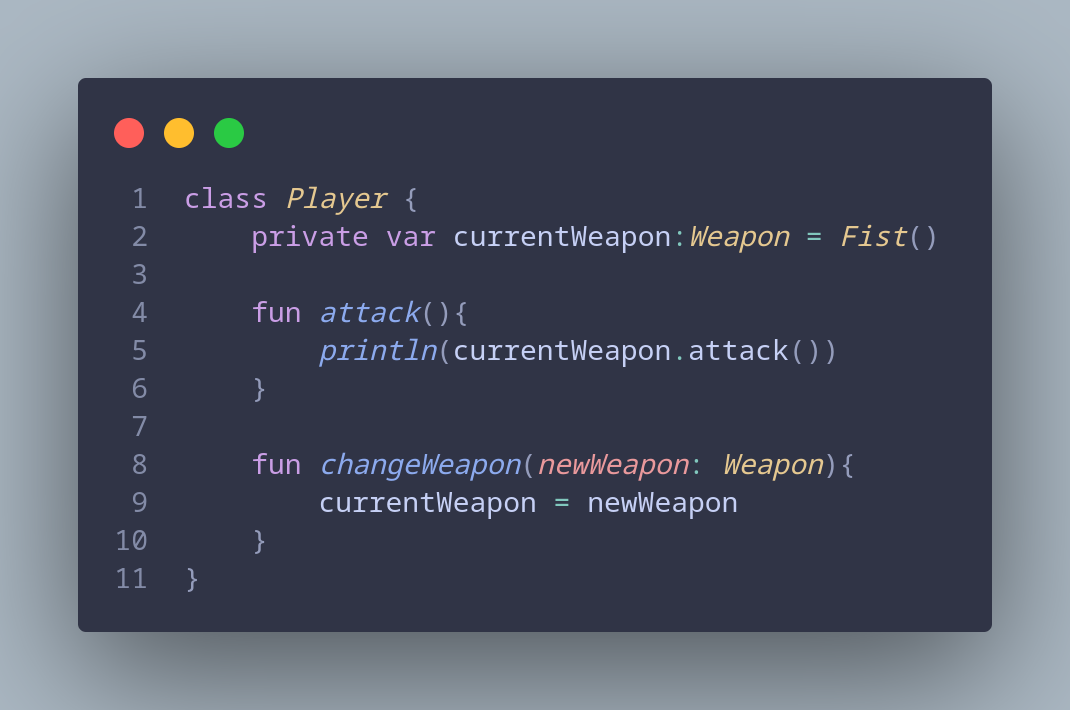 1 class Player {
2     private var currentWeapon:Weapon = Fist()
3
4     fun attack(){
5         println(currentWeapon.attack())
6     }
7
8     fun changeWeapon(newWeapon: Weapon){
9         currentWeapon = newWeapon
10     }
11 }